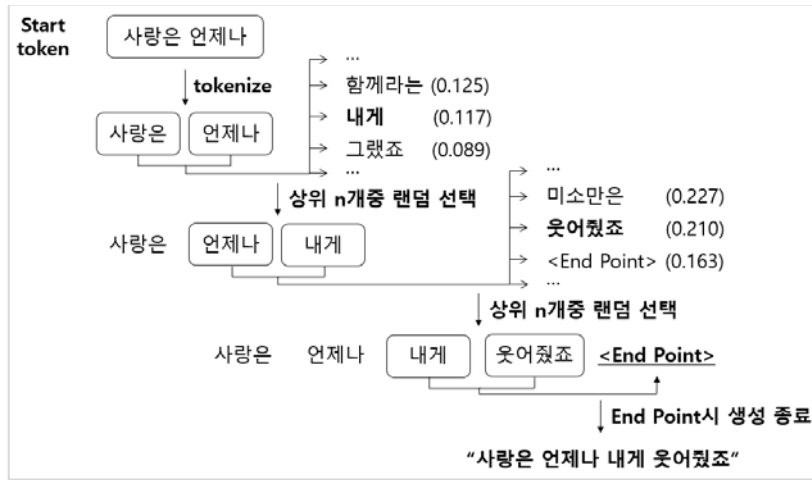 Start
token
사랑은 언제나
tokenize
...
함께라는 (0.125)
내게 (0.117)
그랬죠 (0.089)
...
사랑은 언제나
상위 n개중 랜덤 선택
...
미소만은 (0.227)
웃어줬죠 (0.210)
<End Point> (0.163)
...
사랑은 언제나 내게
상위 n개중 랜덤 선택
사랑은 언제나 내게 웃어줬죠 <End Point>
End Point시 생성 종료
“사랑은 언제나 내게 웃어줬죠”